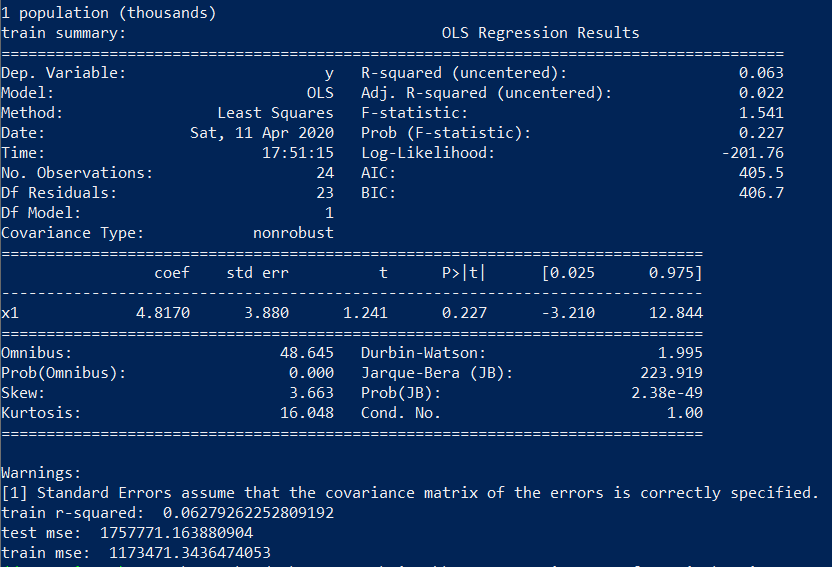 1 population (thousands)
train summary:                                   OLS Regression Results
=======================================================================================
Dep. Variable:                      y   R-squared (uncentered):                   0.063
Model:                            OLS   Adj. R-squared (uncentered):              0.022
Method:                 Least Squares   F-statistic:                              1.541
Date:                Sat, 11 Apr 2020   Prob (F-statistic):                       0.227
Time:                        17:51:15   Log-Likelihood:                         -201.76
No. Observations:                  24   AIC:                                      405.5
Df Residuals:                      23   BIC:                                      406.7
Df Model:                           1
Covariance Type:            nonrobust
==============================================================================
                 coef    std err          t      P>|t|      [0.025      0.975]
------------------------------------------------------------------------------
x1             4.8170      3.880      1.241      0.227      -3.210      12.844
==============================================================================
Omnibus:                       48.645   Durbin-Watson:                   1.995
Prob(Omnibus):                  0.000   Jarque-Bera (JB):              223.919
Skew:                           3.663   Prob(JB):                     2.38e-49
Kurtosis:                      16.048   Cond. No.                         1.00
==============================================================================

Warnings:
[1] Standard Errors assume that the covariance matrix of the errors is correctly specified.
train r-squared:  0.06279262252809192
test mse:  1757771.163880904
train mse:  1173471.3436474053